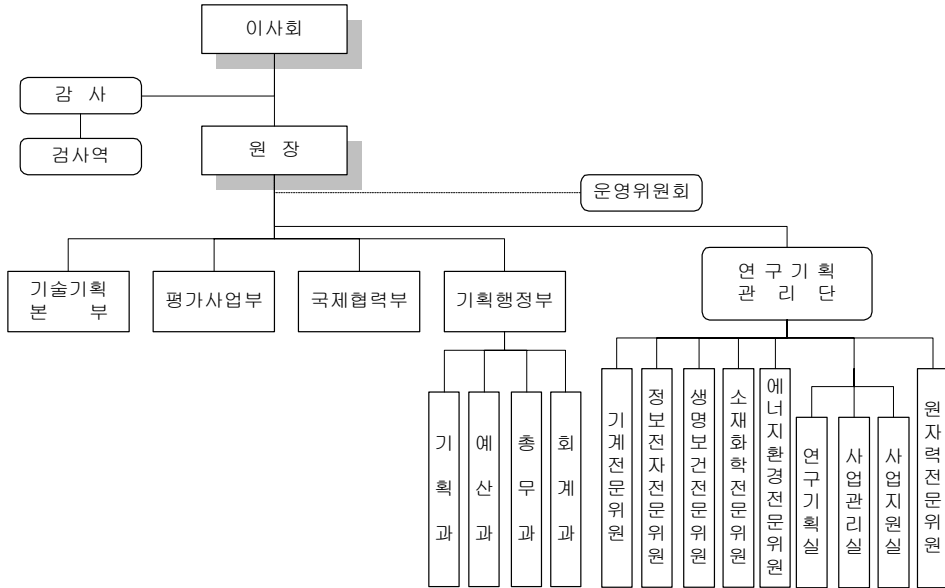 이사회
감 사
검사역
원 장
운영위원회
기술기획
본 부
평가사업부
국제협력부
기획행정부
연구기획
관 리 단
기획과
예산과
총무과
회계과
기계전문위원
정보전자전문위원
생명보건전문위원
소재화학전문위원
에너지환경전문위원
연구기획실
사업관리실
사업지원실
원자력전문위원